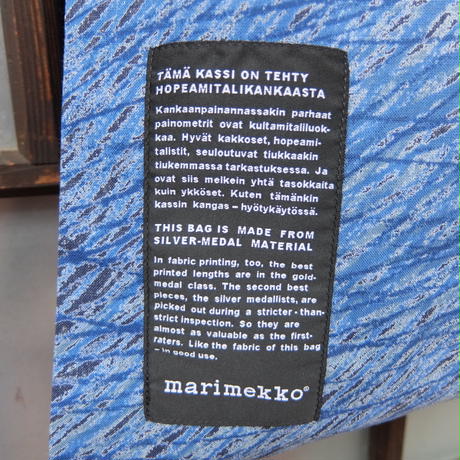 TÄMÄ KASSI ON TEHTY
HOPEAMITALIKANKAASTA
Kankaanpainannassakin parhaat
painometrit ovat kultamitaliluok-
kaa. Hyvät kakkoset, hopeami-
talistit, seuloutuvat tiukkaakin
tiukemmassa tarkastuksessa. Ja
ovat siis melkein yhtä tasokkaita
kuin ykköset. Kuten tämänkin
kassin kangas – hyötykäytössä.
THIS BAG IS MADE FROM
SILVER-MEDAL MATERIAL
In fabric printing, too, the best
printed lengths are in the gold-
medal class. The second best
pieces, the silver medallists, are
picked out during a stricter-than-
strict inspection. So they are
almost as valuable as the first-
raters. Like the fabric of this bag
– in good use.
marimekko®